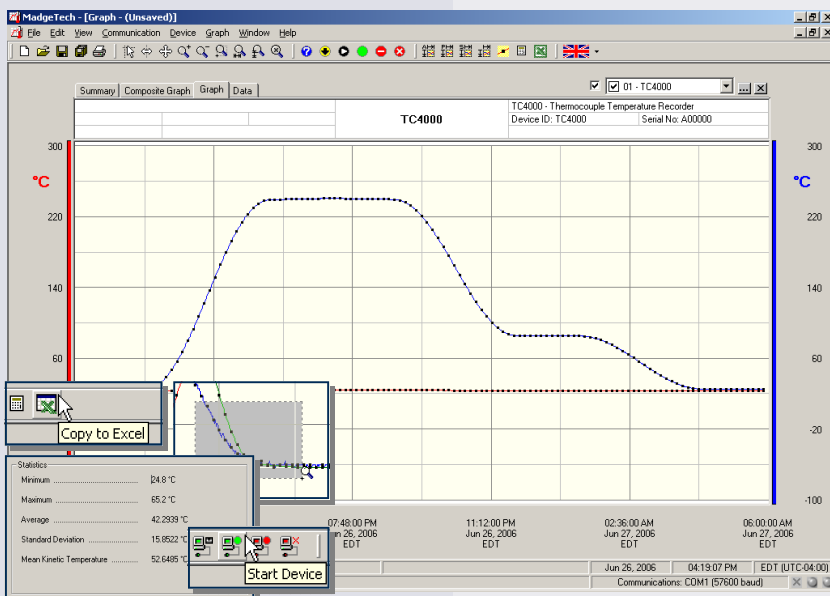 MadgeTech - [Graph - (Unsaved)]
File Edit View Communication Device Graph Window Help
Summary Composite Graph Graph Data
01 - TC4000
TC4000
TC4000 - Thermocouple Temperature Recorder
Device ID: TC4000 Serial No: A00000
300
°C
220
140
60
300
°C
220
140
60
-20
-100
Copy to Excel
Statistics
Minimum 24.8 °C
Maximum 65.2 °C
Average 42.2939 °C
Standard Deviation 15.8522 °C
Mean Kinetic Temperature 52.6485 °C
Start Device
07:48:00 PM
Jun 26, 2006
EDT
11:12:00 PM
Jun 26, 2006
EDT
02:36:00 AM
Jun 27, 2006
EDT
06:00:00 AM
Jun 27, 2006
EDT
Jun 26, 2006 04:19:07 PM EDT (UTC-04:00)
Communications: COM1 (57600 baud)